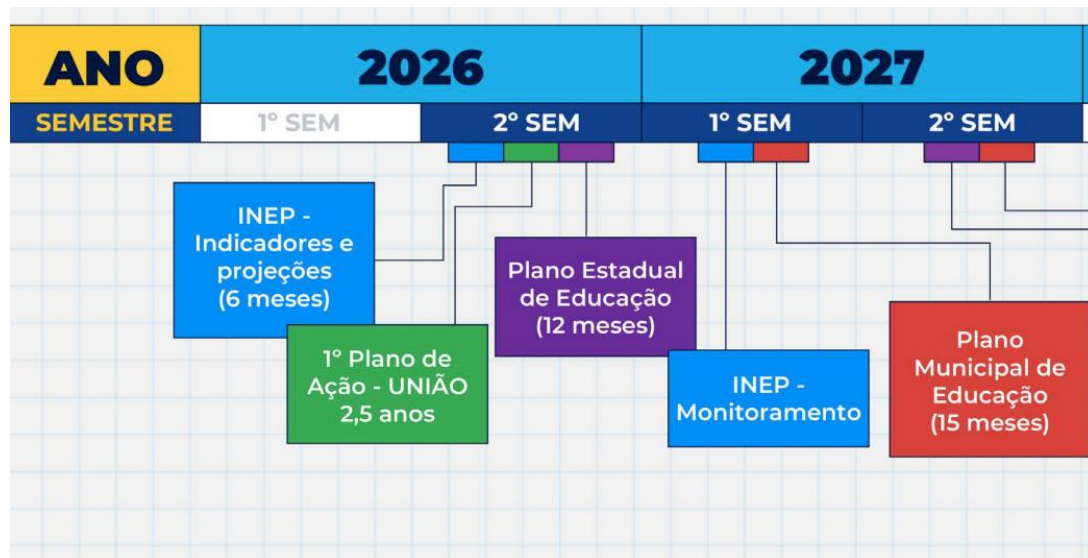 ANO 2026 2027
SEMESTRE 1º SEM 2º SEM 1º SEM 2º SEM
INEP -
Indicadores e
projeções
(6 meses)
1º Plano de
Ação - UNIÃO
2,5 anos
Plano Estadual
de Educação
(12 meses)
INEP -
Monitoramento
Plano
Municipal de
Educação
(15 meses)